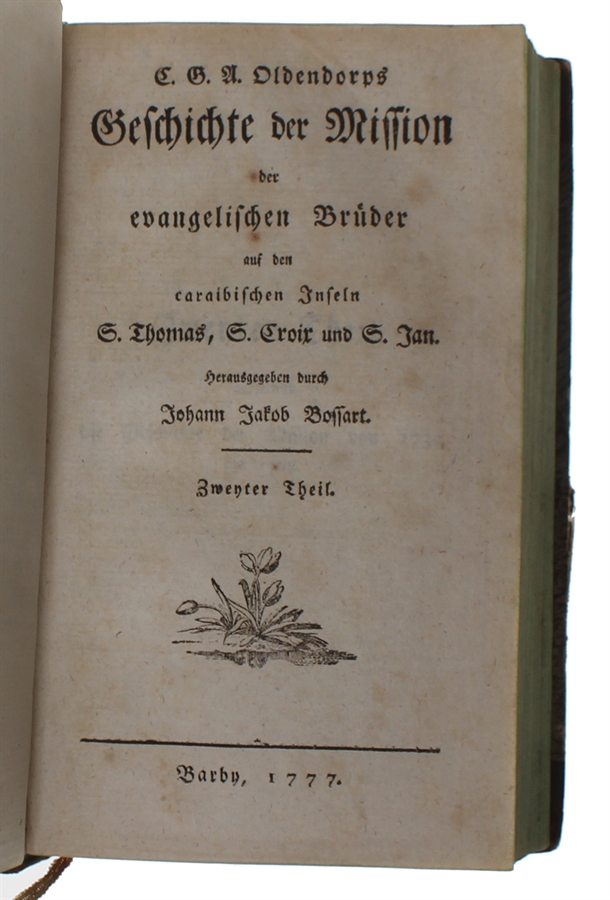 C. G. A. Oldendorps
Geschichte der Mission
der
evangelischen Brüder
auf den
caraibischen Inseln
S. Thomas, S. Croix und S. Jan.
Herausgegeben durch
Johann Jakob Bossart.
Zweyter Theil.
Barby, 1777.